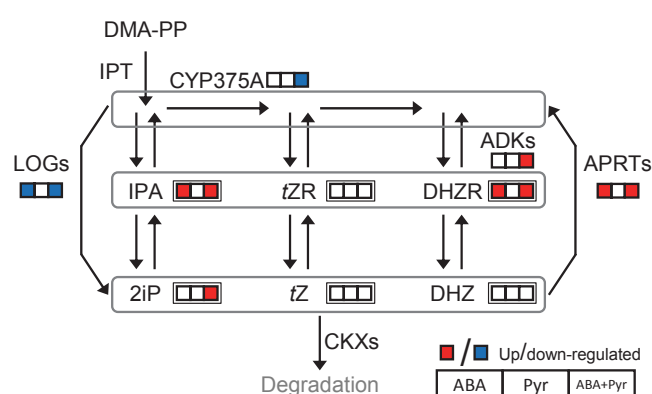 DMA-PP
IPT
CYP375A
ADKs
LOGs
APRTs
IPA
tZR
DHZR
2iP
tZ
DHZ
CKXs
Degradation
/ Up/down-regulated
ABA Pyr ABA+Pyr